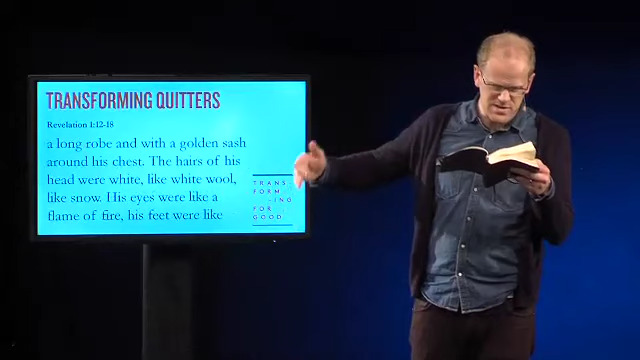 TRANSFORMING QUITTERS
Revelation 1:12-18
a long robe and with a golden sash
around his chest. The hairs of his
head were white, like white wool,
like snow. His eyes were like a
flame of fire, his feet were like
TRANS
FORM
-ING
FOR
GOOD